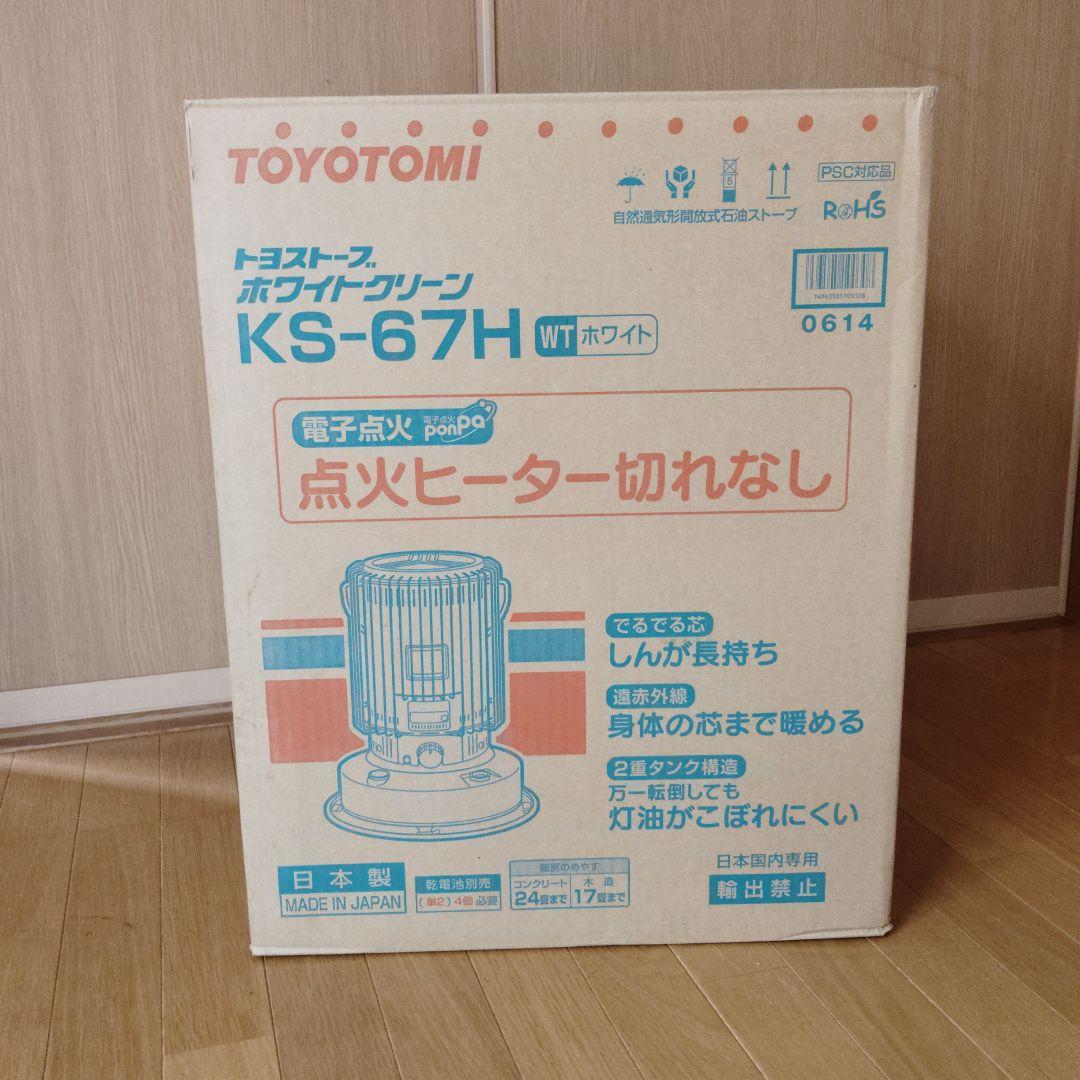 TOYOTOMI
5
自然通気形開放式石油ストーブ
PSC対応品
RoHS
トヨストーブ
ホワイトクリーン
KS-67H WT ホワイト
0614
電子点火 電子点火 ponpa
点火ヒーター切れなし
でるでる芯
しんが長持ち
遠赤外線
身体の芯まで暖める
2重タンク構造
万一転倒しても
灯油がこぼれにくい
日本製
MADE IN JAPAN
乾電池別売
(単2)4個必要
暖房のめやす
コンクリート 木造
24畳まで 17畳まで
日本国内専用
輸出禁止